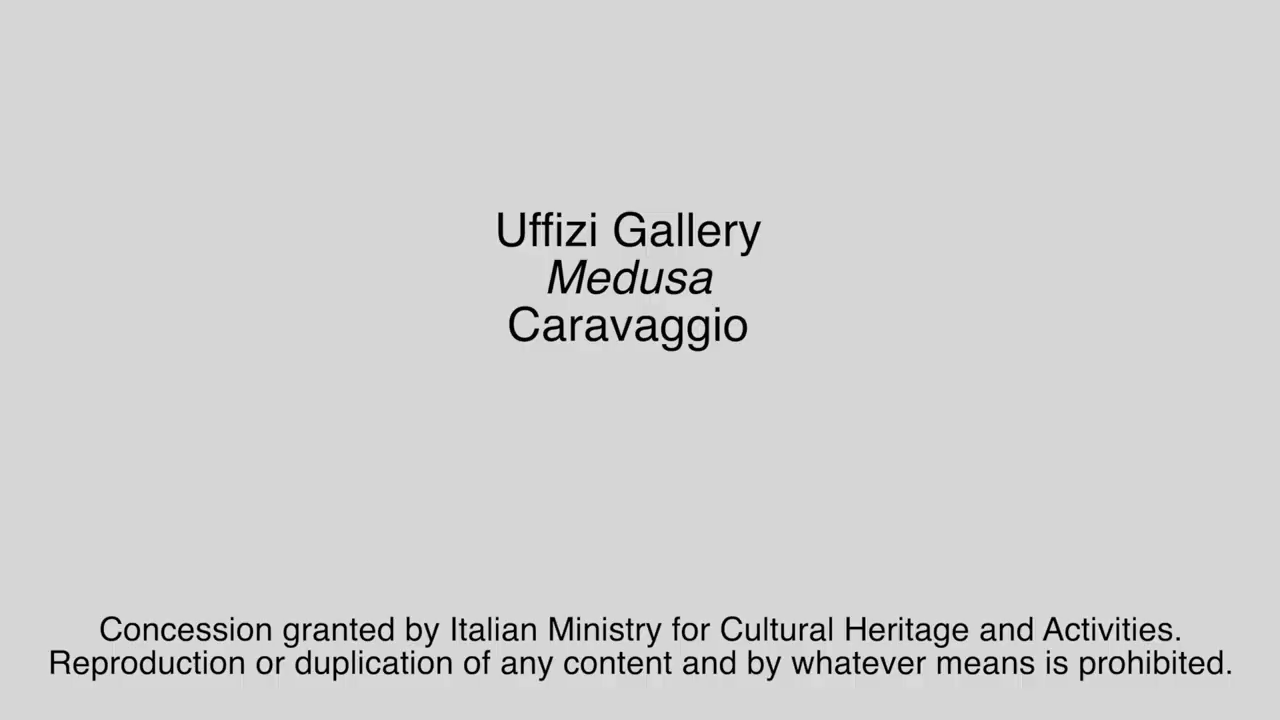 Uffizi Gallery
Medusa
Caravaggio
Concession granted by Italian Ministry for Cultural Heritage and Activities.
Reproduction or duplication of any content and by whatever means is prohibited.